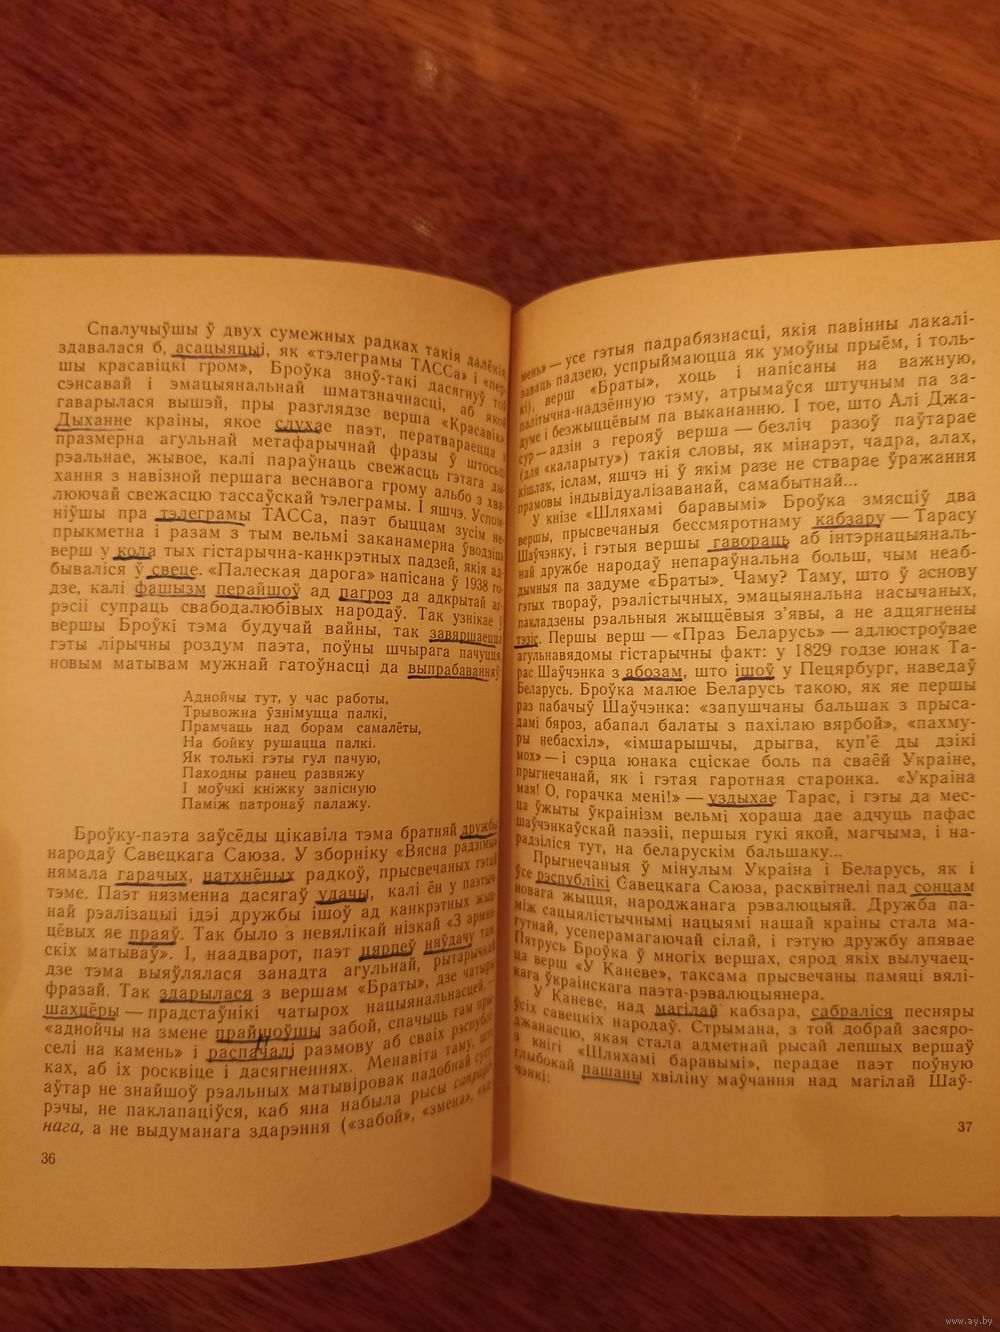 Спалучыўшы ў двух сумежных радках такія далёкія,
здавалася б, асацыяцыі, як «тэлеграмы ТАССа» і «пер-
шы красавіцкі гром», Броўка зноў-такі дасягнуў той
сэнсавай і эмацыянальнай шматзначнасці, аб якой
гаварылася вышэй, пры разглядзе верша «Красавік».
Дыханне краіны, якое слухае паэт, ператвараецца з
празмерна агульнай метафарычнай фразы ў штосьці
рэальнае, жывое, калі параўнаць свежасць гэтага ды-
хання з навізной першага веснавога грому альбо з хва-
люючай свежасцю тассаўскай тэлеграмы. І яшчэ. Успом-
ніўшы пра тэлеграмы ТАССа, паэт быццам зусім не-
прыкметна і разам з тым вельмі заканамерна ўводзіць
верш у кола тых гістарычна-канкрэтных падзей, якія ад-
бываліся ў свеце. «Палеская дарога» напісана ў 1938 го-
дзе, калі фашызм перайшоў ад пагроз да адкрытай аг-
рэсіі супраць свабодалюбівых народаў. Так узнікае ў
вершы Броўкі тэма будучай вайны, так завяршаецца
гэты лірычны роздум паэта, поўны шчырага пачуцця,
новым матывам мужнай гатоўнасці да выпрабаванняў:
Аднойчы тут, у час работы,
Трывожна ўзнімуцца палкі,
Прамчаць над борам самалёты,
На бойку рушацца палкі.
Як толькі гэты гул пачую,
Паходны ранец развяжу
І моўчкі кніжку запісную
Паміж патронаў палажу.
Броўку-паэта заўсёды цікавіла тэма братняй дружбы
народаў Савецкага Саюза. У зборніку «Вясна радзімы»
нямала гарачых, натхнёных радкоў, прысвечаных гэтай
тэме. Паэт нязменна дасягаў удачы, калі ён у паэтыч-
най рэалізацыі ідэі дружбы ішоў ад канкрэтных жыц-
цёвых яе праяў. Так было з невялікай нізкай «З армян-
скіх матываў». І, наадварот, паэт цярпеў няўдачу там,
дзе тэма выяўлялася занадта агульнай, рытарычнай
фразай. Так здарылася з вершам «Браты», дзе чатыры
шахцёры — прадстаўнікі чатырох нацыянальнасцей, —
«аднойчы на змене прайшоўшы забой, спачыць там пры-
селі на камень» і распачалі размову аб сваіх рэспублі-
ках, аб іх росквіце і дасягненнях. Менавіта таму, што
аўтар не знайшоў рэальных матывіровак падобнай суст-
рэчы, не паклапаціўся, каб яна набыла рысы сапраўд-
нага, а не выдуманага здарэння («забой», «змена», «ка-
36
мень» — усе гэтыя падрабязнасці, якія павінны лакалі-
заваць падзею, успрыймаюцца як умоўны прыём, і толь-
кі), верш «Браты», хоць і напісаны на важную,
палітычна-надзённую тэму, атрымаўся штучным па за-
думе і безжыццёвым па выкананню. І тое, што Алі Джа-
сур — адзін з герояў верша — безліч разоў паўтарае
(для «каларыту») такія словы, як мінарэт, чадра, алах,
кішлак, іслам, яшчэ ні ў якім разе не стварае ўражання
прамовы індывідуалізаванай, самабытнай...
У кнізе «Шляхамі баравымі» Броўка змясціў два
вершы, прысвечаныя бессмяротнаму кабзару — Тарасу
Шаўчэнку, і гэтыя вершы гавораць аб інтэрнацыяналь-
най дружбе народаў непараўнальна больш, чым неаб-
дымныя па задуме «Браты». Чаму? Таму, што ў аснову
гэтых твораў, рэалістычных, эмацыянальна насычаных,
пакладзены рэальныя жыццёвыя з'явы, а не адцягнены
тэзіс. Першы верш — «Праз Беларусь» — адлюстроўвае
агульнавядомы гістарычны факт: у 1829 годзе юнак Та-
рас Шаўчэнка з абозам, што ішоў у Пецярбург, наведаў
Беларусь. Броўка малюе Беларусь такою, як яе першы
раз пабачыў Шаўчэнка: «запушчаны бальшак з прыса-
дамі бяроз, абапал балаты з пахілаю вярбой», «пахму-
ры небасхіл», «імшарышчы, дрыгва, куп'ё ды дзікі
мох» — і сэрца юнака сціскае боль па сваёй Украіне,
прыгнечанай, як і гэтая гаротная старонка. «Украіна
мая! О, горачка мені!» — уздыхае Тарас, і гэты да мес-
ца ўжыты ўкраінізм вельмі хораша дае адчуць пафас
шаўчэнкаўскай паэзіі, першыя гукі якой, магчыма, і на-
радзіліся тут, на беларускім бальшаку...
Прыгнечаныя ў мінулым Украіна і Беларусь, як і
ўсе рэспублікі Савецкага Саюза, расквітнелі пад сонцам
новага жыцця, народжанага рэвалюцыяй. Дружба па-
між сацыялістычнымі нацыямі нашай краіны стала ма-
гутнай, усеперамагаючай сілай, і гэтую дружбу апявае
Пятрусь Броўка ў многіх вершах, сярод якіх вылучаец-
ца верш «У Каневе», таксама прысвечаны памяці вялі-
кага ўкраінскага паэта-рэвалюцыянера.
У Каневе, над магілай кабзара, сабраліся песняры
ўсіх савецкіх народаў. Стрымана, з той добрай засяро-
джанасцю, якая стала адметнай рысай лепшых вершаў
з кнігі «Шляхамі баравымі», перадае паэт поўную
глыбокай пашаны хвіліну маўчання над магілай Шаў-
чэнкі:
37
www.ay.by